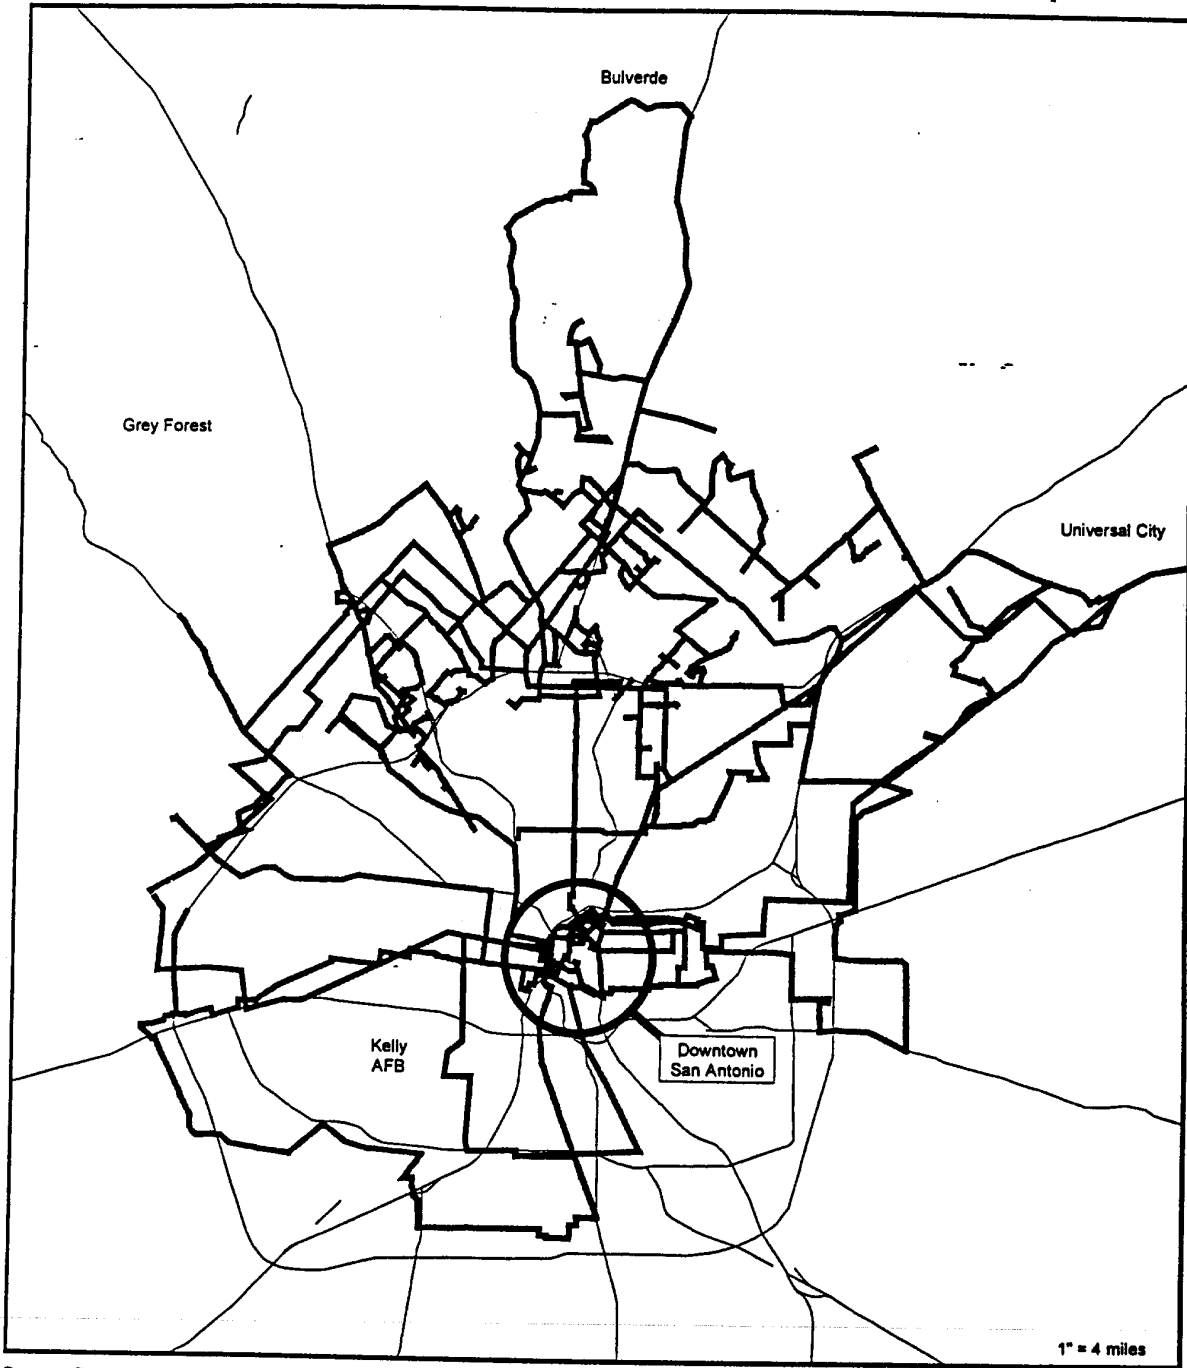 Bulverde
Grey Forest
Universal City
Kelly
AFB
Downtown
San Antonio
1" = 4 miles